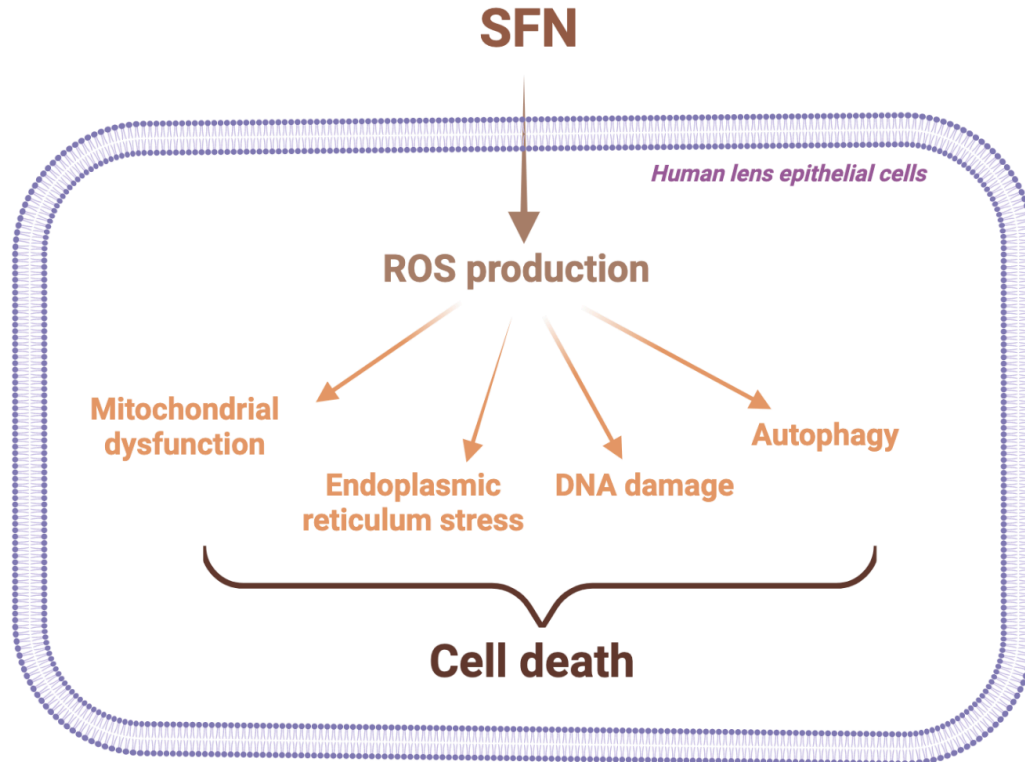 SFN
Human lens epithelial cells
ROS production
Mitochondrial
dysfunction
Endoplasmic
reticulum stress
DNA damage
Autophagy
Cell death